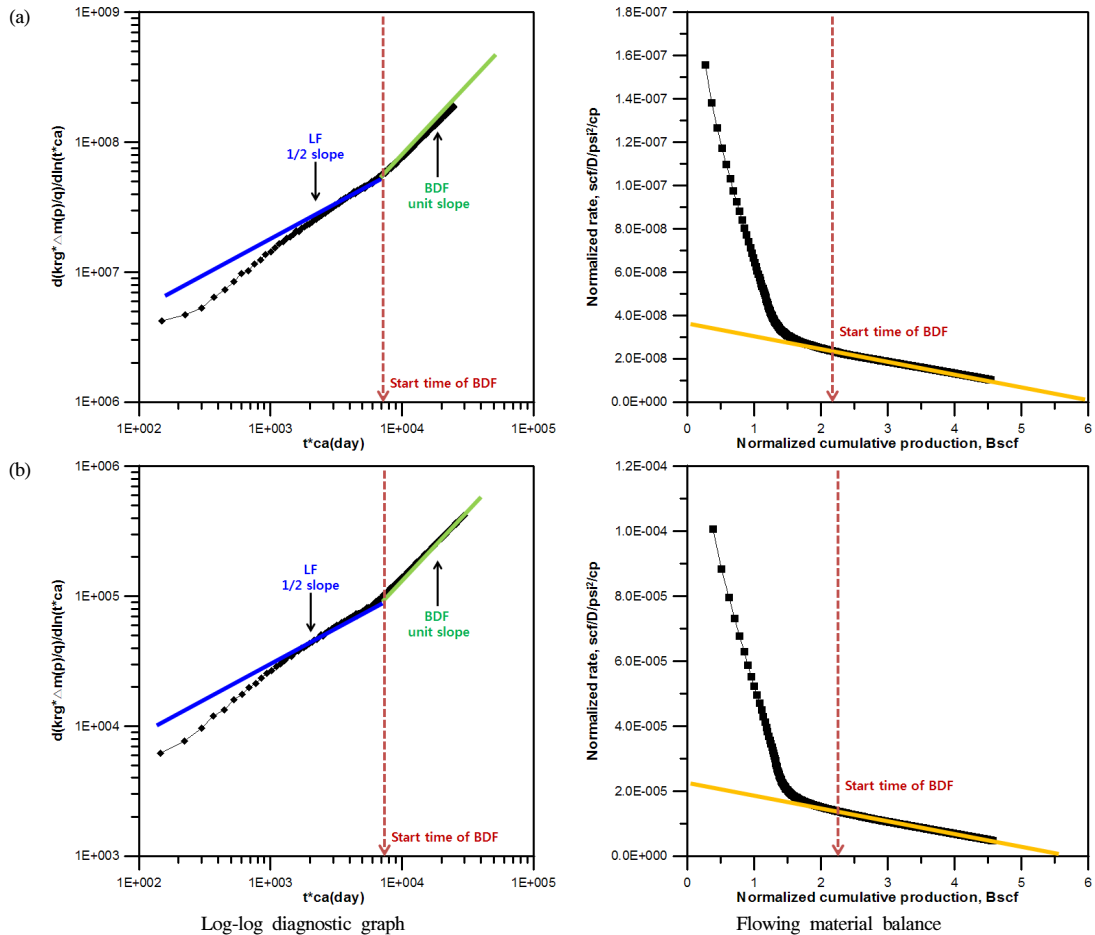 (a)
1E+009
1E+008
1E+007
1E+006
d(krg*△m(p)/q)/dln(t*ca)
LF
1/2 slope
BDF
unit slope
Start time of BDF
1E+002
1E+003
1E+004
1E+005
t*ca(day)
1.8E-007
1.6E-007
1.4E-007
1.2E-007
1.0E-007
8.0E-008
6.0E-008
4.0E-008
2.0E-008
0.0E+000
Normalized rate, scf/D/psi²/cp
Start time of BDF
0
1
2
3
4
5
6
Normalized cumulative production, Bscf
(b)
1E+006
1E+005
1E+004
1E+003
d(krg*△m(p)/q)/dln(t*ca)
LF
1/2 slope
BDF
unit slope
Start time of BDF
1E+002
1E+003
1E+004
1E+005
t*ca(day)
Log-log diagnostic graph
1.2E-004
1.0E-004
8.0E-005
6.0E-005
4.0E-005
2.0E-005
0.0E+000
Normalized rate, scf/D/psi²/cp
Start time of BDF
0
1
2
3
4
5
6
Normalized cumulative production, Bscf
Flowing material balance